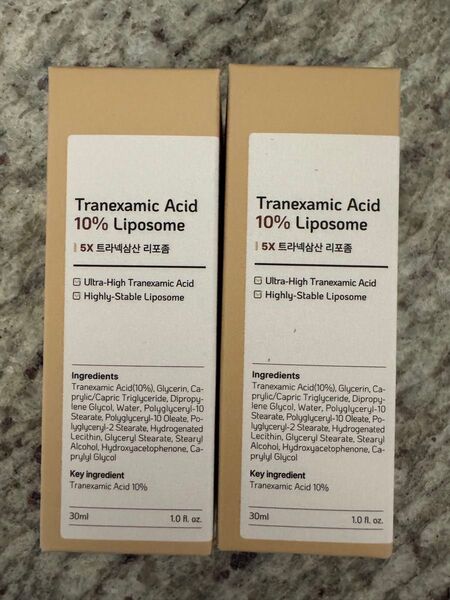 Tranexamic Acid
10% Liposome
5X 트라넥삼산 리포좀
Ultra-High Tranexamic Acid
Highly-Stable Liposome
Ingredients
Tranexamic Acid(10%), Glycerin, Ca-
prylic/Capric Triglyceride, Dipropy-
lene Glycol, Water, Polyglyceryl-10
Stearate, Polyglyceryl-10 Oleate, Po-
lyglyceryl-2 Stearate, Hydrogenated
Lecithin, Glyceryl Stearate, Stearyl
Alcohol, Hydroxyacetophenone, Ca-
prylyl Glycol
Key ingredient
Tranexamic Acid 10%
30ml 1.0 fl. oz.
Tranexamic Acid
10% Liposome
5X 트라넥삼산 리포좀
Ultra-High Tranexamic Acid
Highly-Stable Liposome
Ingredients
Tranexamic Acid(10%), Glycerin, Ca-
prylic/Capric Triglyceride, Dipropy-
lene Glycol, Water, Polyglyceryl-10
Stearate, Polyglyceryl-10 Oleate, Po-
lyglyceryl-2 Stearate, Hydrogenated
Lecithin, Glyceryl Stearate, Stearyl
Alcohol, Hydroxyacetophenone, Ca-
prylyl Glycol
Key ingredient
Tranexamic Acid 10%
30ml 1.0 fl. oz.